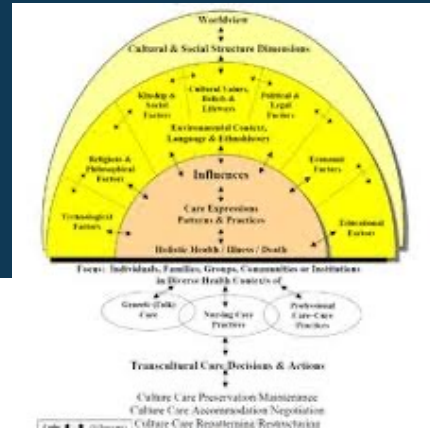 Worldview
Cultural & Social Structure Dimensions
Kinship &
Social
Factors
Cultural Values,
Beliefs &
Lifeways
Political &
Legal
Factors
Environmental Context,
Language & Ethnohistory
Religious &
Philosophical
Factors
Economic
Factors
Technological
Factors
Educational
Factors
Influences
Care Expressions
Patterns & Practices
Holistic Health / Illness / Death
Focus: Individuals, Families, Groups, Communities or Institutions
in Diverse Health Contexts of
Generic (Folk)
Care
Nursing Care
Practices
Professional
Care-Cure
Practices
Transcultural Care Decisions & Actions
Culture Care Preservation/Maintenance
Culture Care Accommodation/Negotiation
Culture Care Repatterning/Restructuring